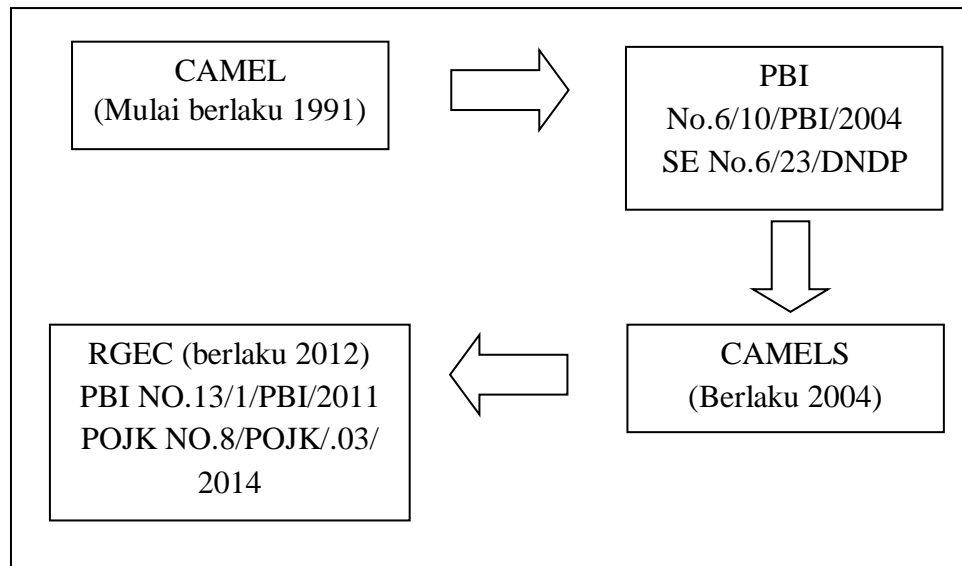 CAMEL
(Mulai berlaku 1991)
PBI
No.6/10/PBI/2004
SE No.6/23/DNDP
CAMELS
(Berlaku 2004)
RGEC (berlaku 2012)
PBI NO.13/1/PBI/2011
POJK NO.8/POJK/.03/
2014